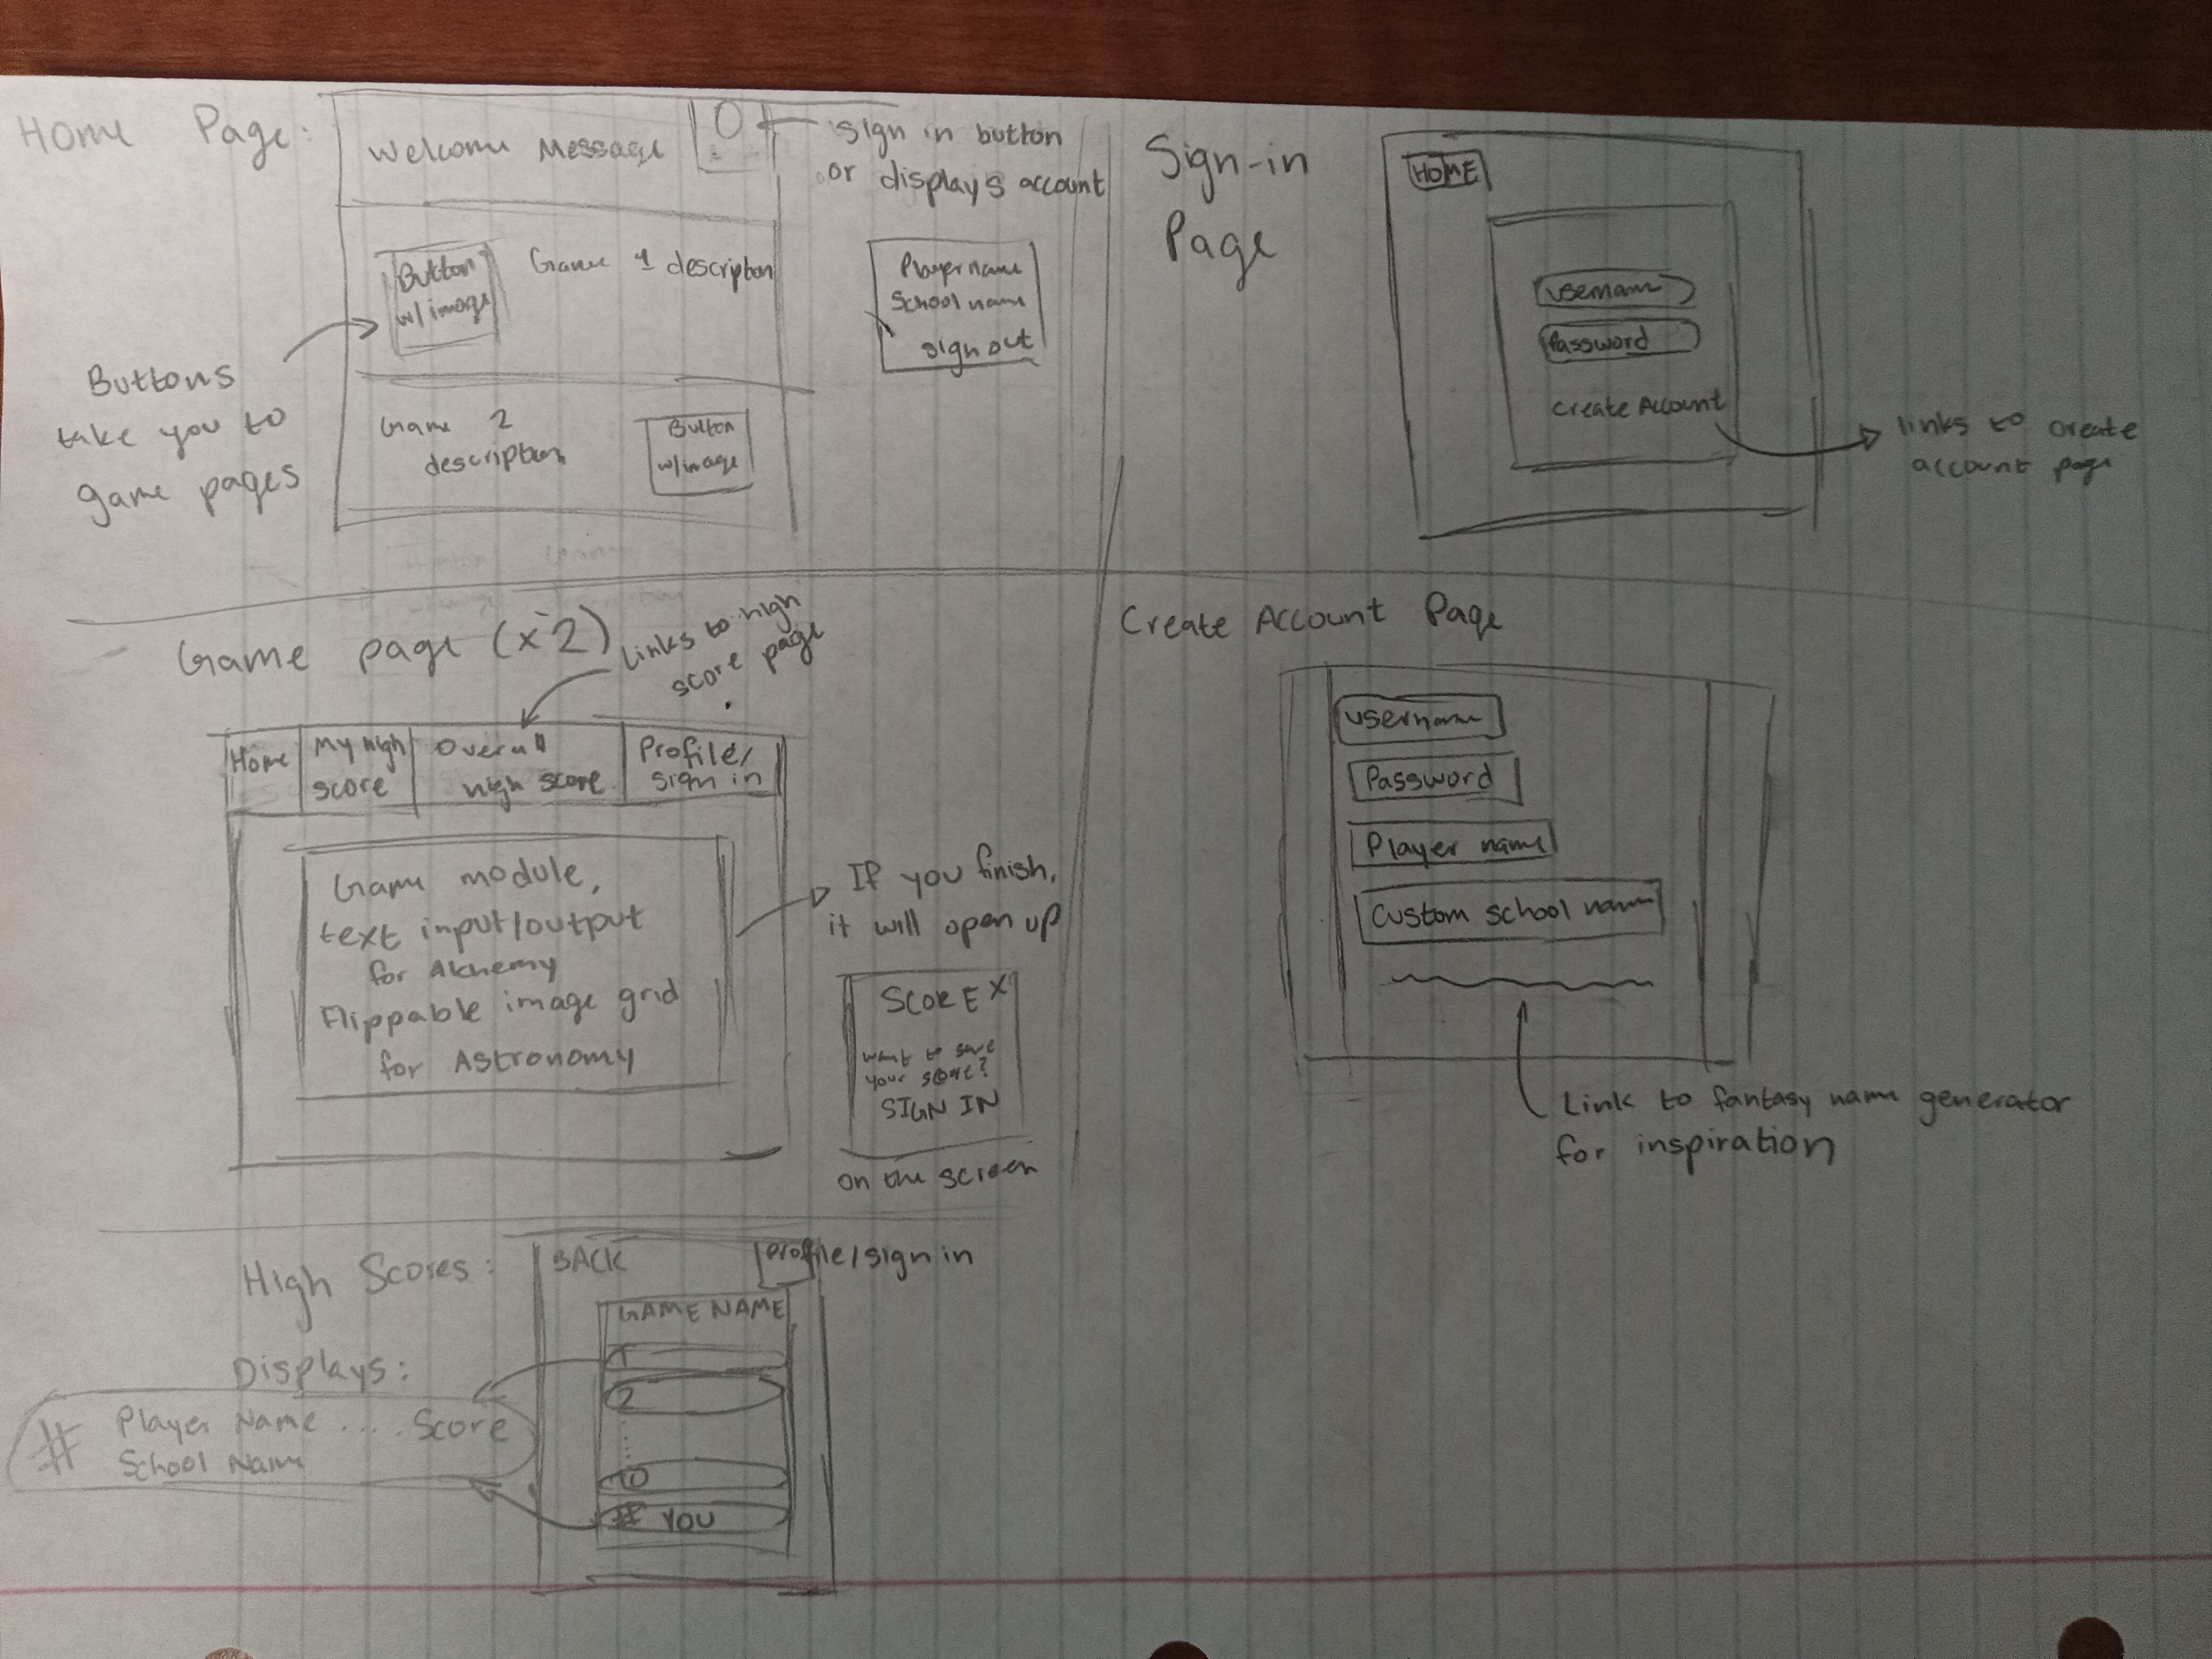 Home Page:
Welcome Message
sign in button
or displays account
Button
w/image
Game 1 description
Player name
School name
sign out
Buttons
take you to
game pages
Game 2
description
Button
w/image
Sign-in
Page
HOME
username
Password
Create Account
links to create
account page
Game page (x2)
links to high
score page
Home
My high
score
Overall
high score
Profile/
sign in
Game module,
text input/output
for Alchemy
Flippable image grid
for Astronomy
If you finish,
it will open up
SCORE X
want to save
your score?
SIGN IN
on the screen
Create Account Page
username
Password
Player name
Custom school name
Link to fantasy name generator
for inspiration
High Scores:
BACK
profile/sign in
GAME NAME
1
2
10
# YOU
Displays:
# Player Name .... Score
School Name